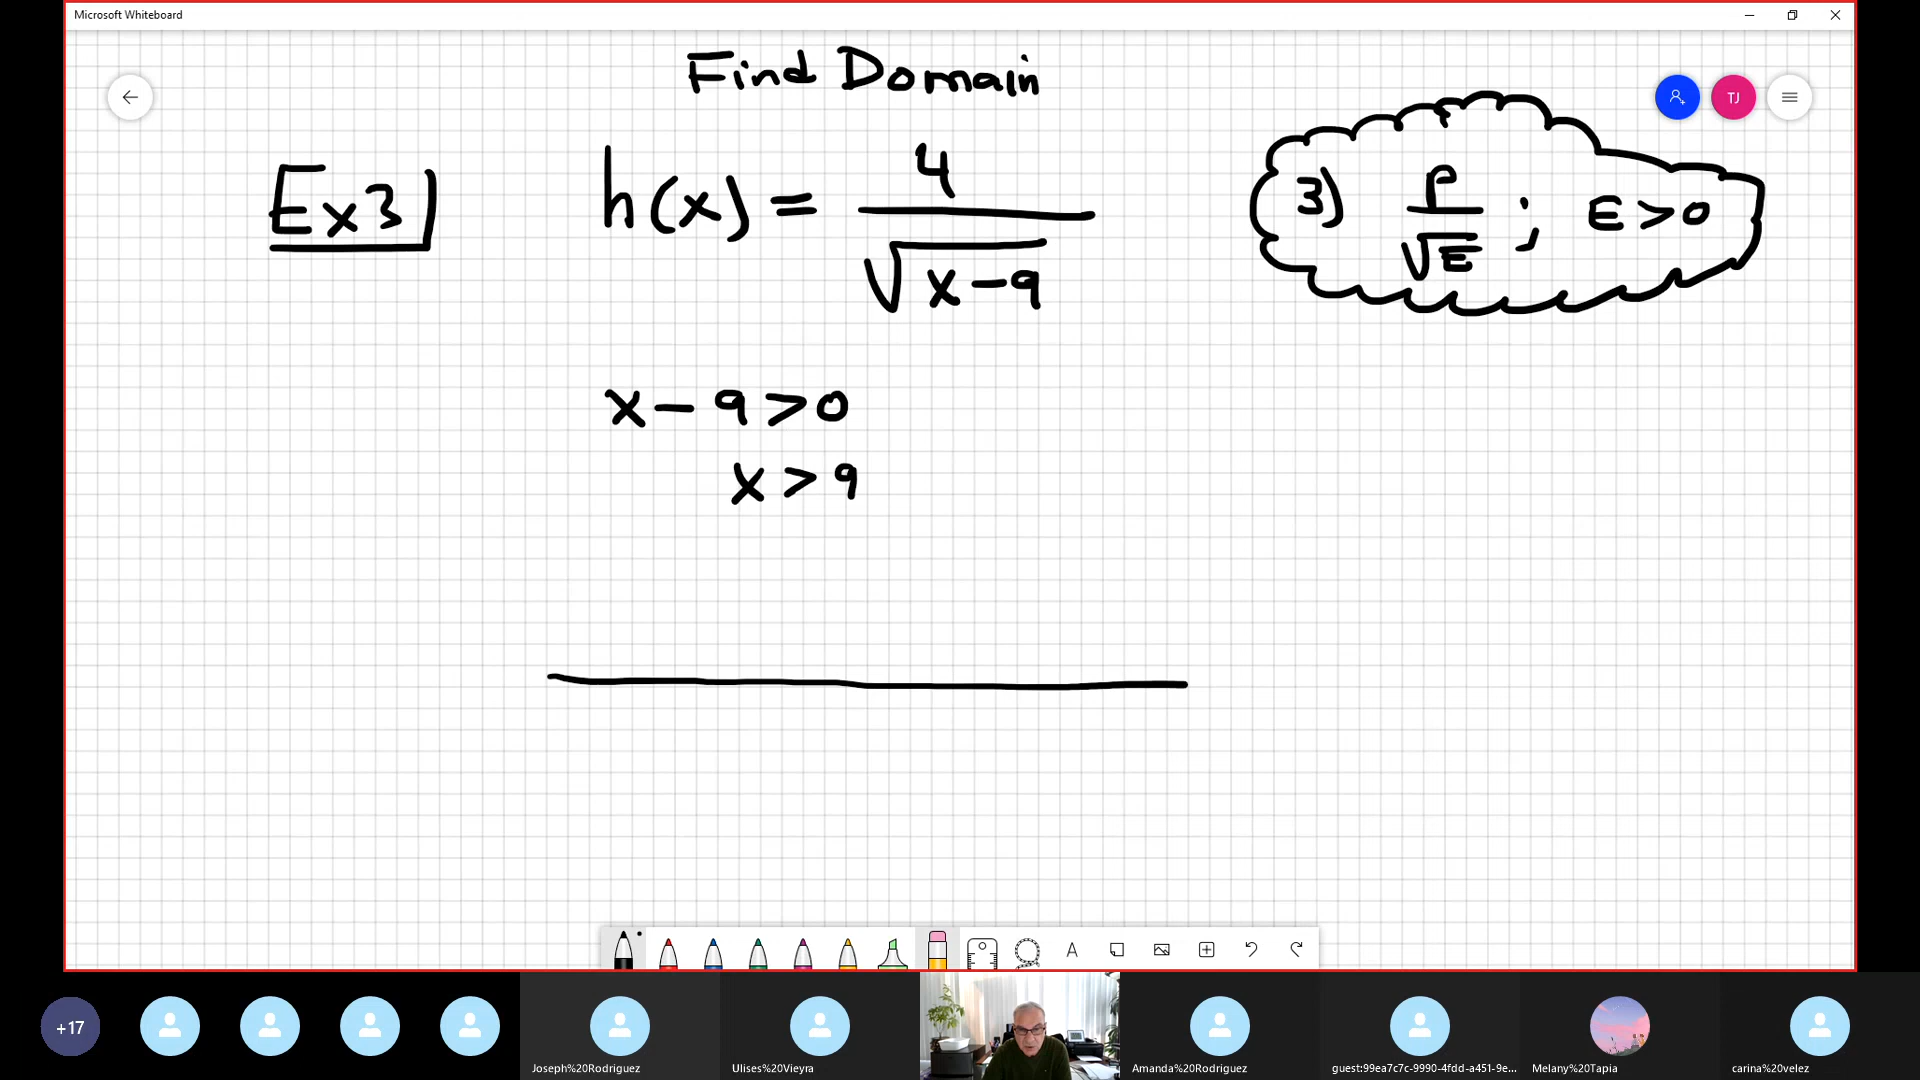 Microsoft Whiteboard
Find Domain
TJ
Ex3
h(x) = 4 / √(x-9)
3) P / √E ; E > 0
x - 9 > 0
x > 9
A
+17
Joseph%20Rodriguez
Ulises%20Vieyra
Amanda%20Rodriguez
guest:99ea7c7c-9990-4fdd-a451-9e...
Melany%20Tapia
carina%20velez